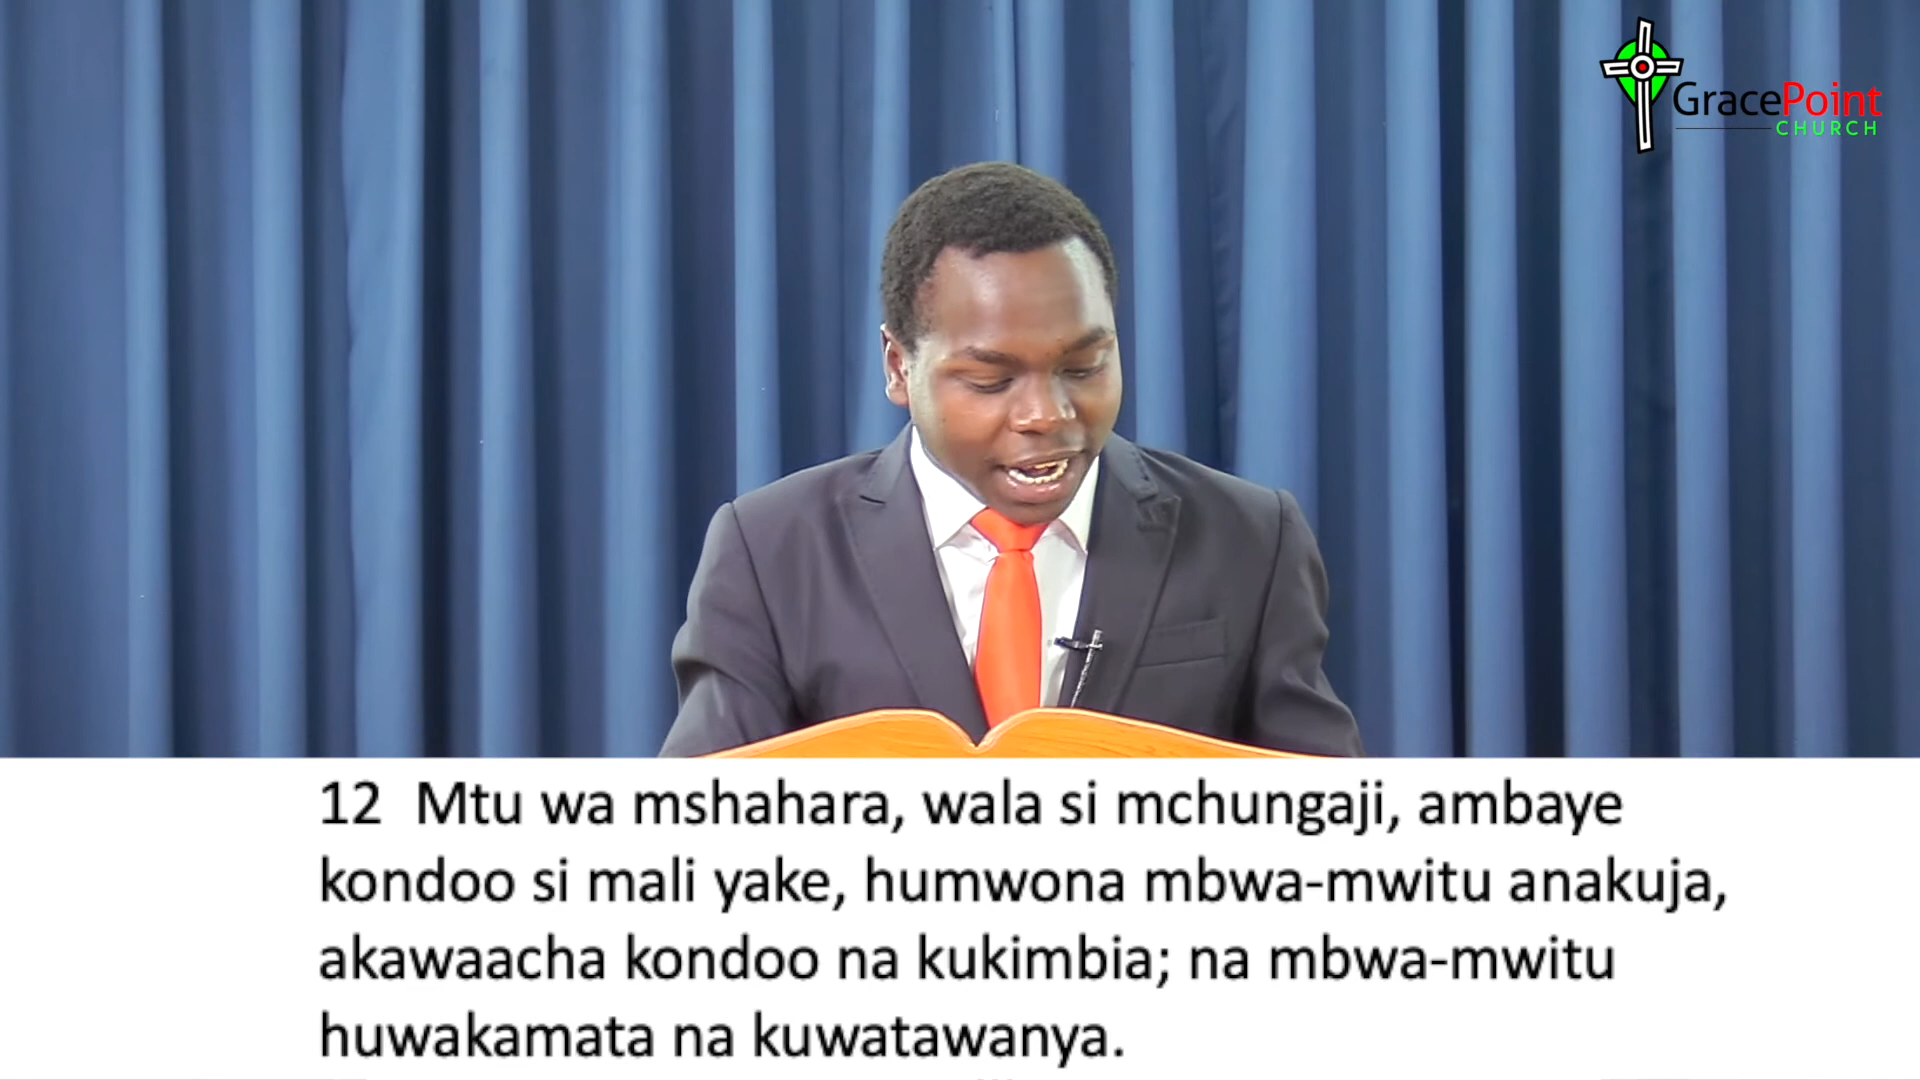 GracePoint
CHURCH
12 Mtu wa mshahara, wala si mchungaji, ambaye
kondoo si mali yake, humwona mbwa-mwitu anakuja,
akawaacha kondoo na kukimbia; na mbwa-mwitu
huwakamata na kuwatawanya.